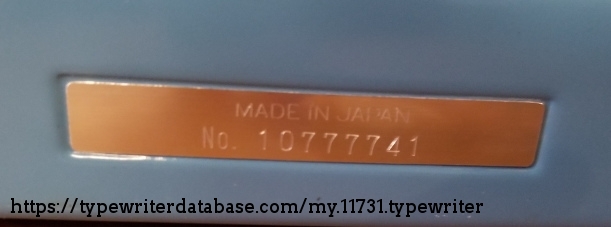 MADE IN JAPAN
No. 10777741
https://typewriterdatabase.com/my.11731.typewriter